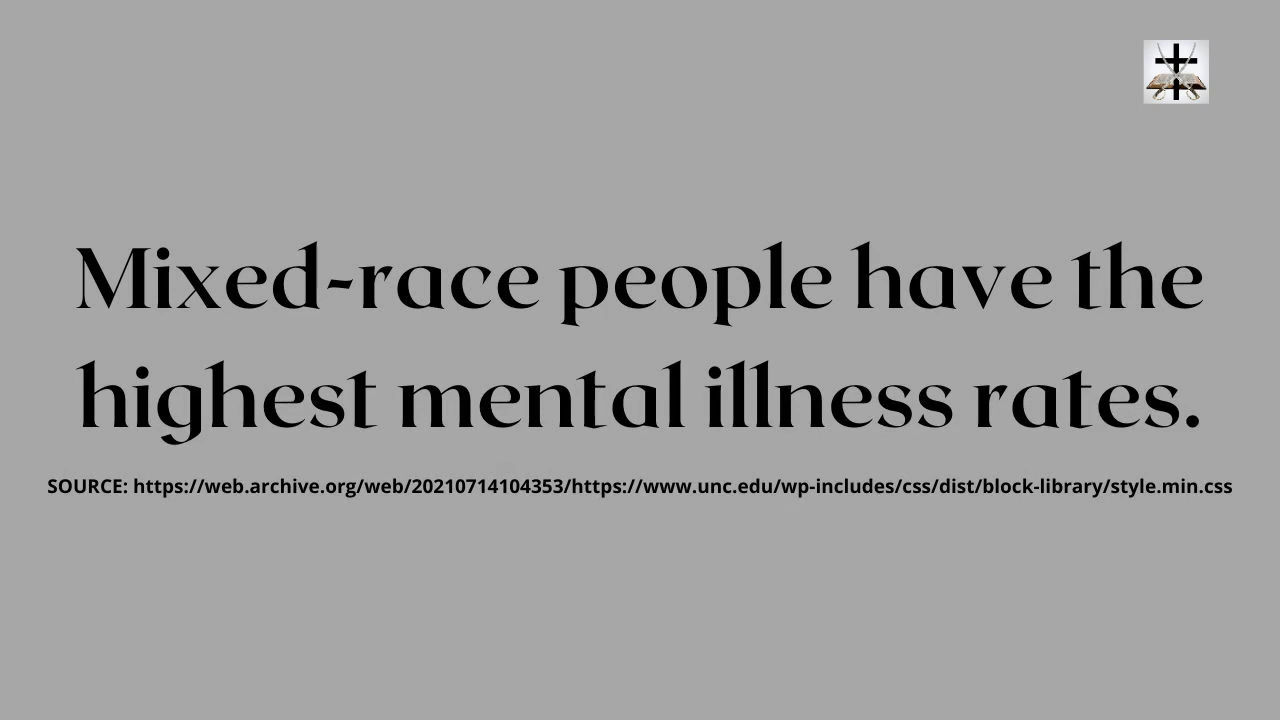 Mixed-race people have the
highest mental illness rates.
SOURCE: https://web.archive.org/web/20210714104353/https://www.unc.edu/wp-includes/css/dist/block-library/style.min.css